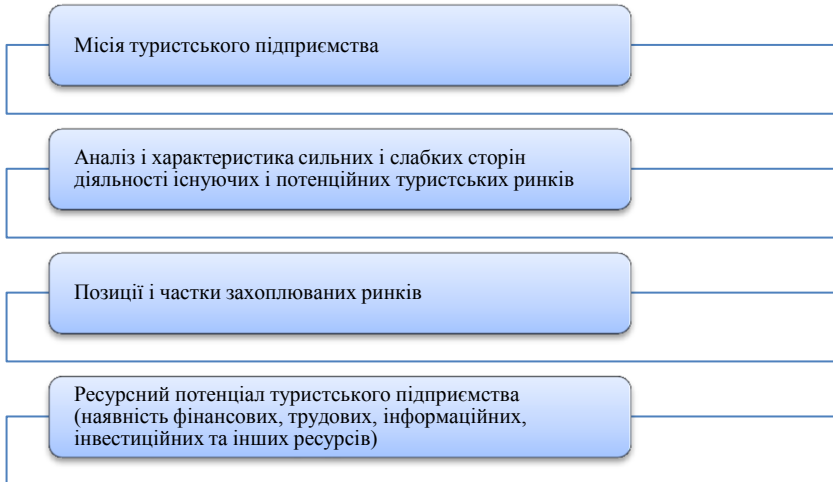 Місія туристського підприємства
Аналіз і характеристика сильних і слабких сторін
діяльності існуючих і потенційних туристських ринків
Позиції і частки захоплюваних ринків
Ресурсний потенціал туристського підприємства
(наявність фінансових, трудових, інформаційних,
інвестиційних та інших ресурсів)